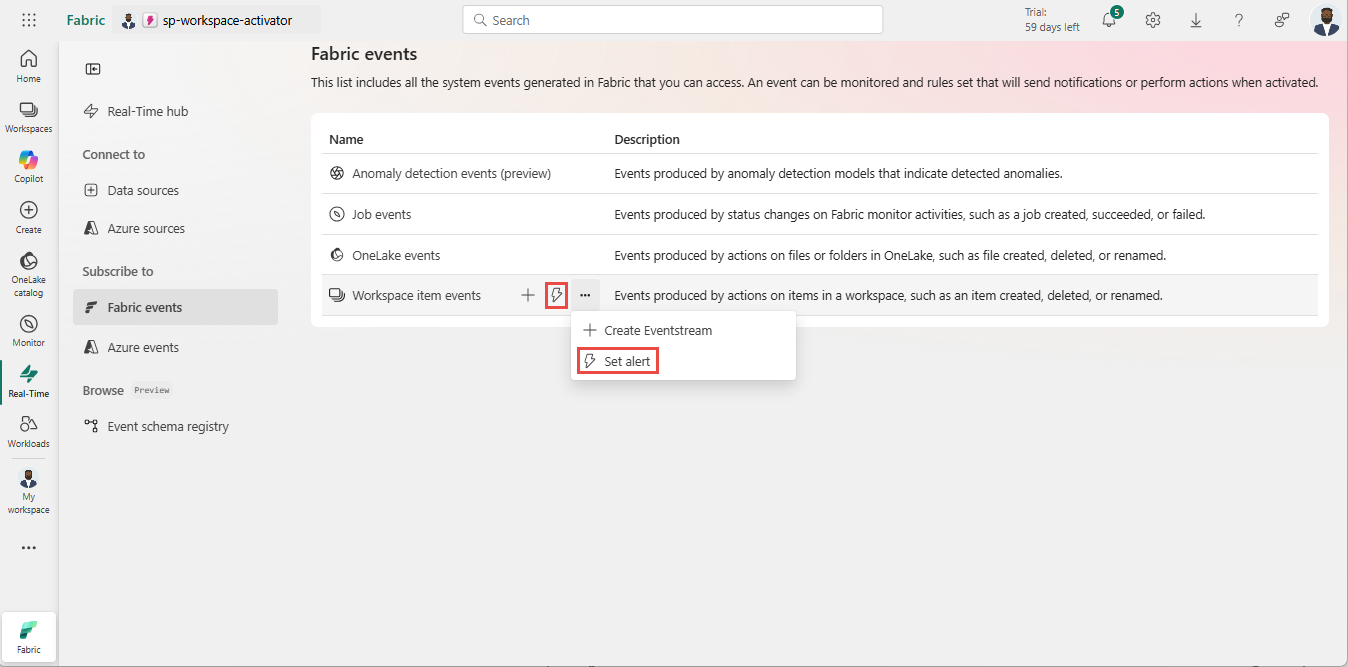 Fabric
sp-workspace-activator
Search
Trial:
59 days left
5
Home
Workspaces
Copilot
Create
OneLake
catalog
Monitor
Real-Time
Workloads
My
workspace
Fabric
Real-Time hub
Connect to
Data sources
Azure sources
Subscribe to
Fabric events
Azure events
Browse Preview
Event schema registry
Fabric events
This list includes all the system events generated in Fabric that you can access. An event can be monitored and rules set that will send notifications or perform actions when activated.
Name Description
Anomaly detection events (preview) Events produced by anomaly detection models that indicate detected anomalies.
Job events Events produced by status changes on Fabric monitor activities, such as a job created, succeeded, or failed.
OneLake events Events produced by actions on files or folders in OneLake, such as file created, deleted, or renamed.
Workspace item events Events produced by actions on items in a workspace, such as an item created, deleted, or renamed.
Create Eventstream
Set alert